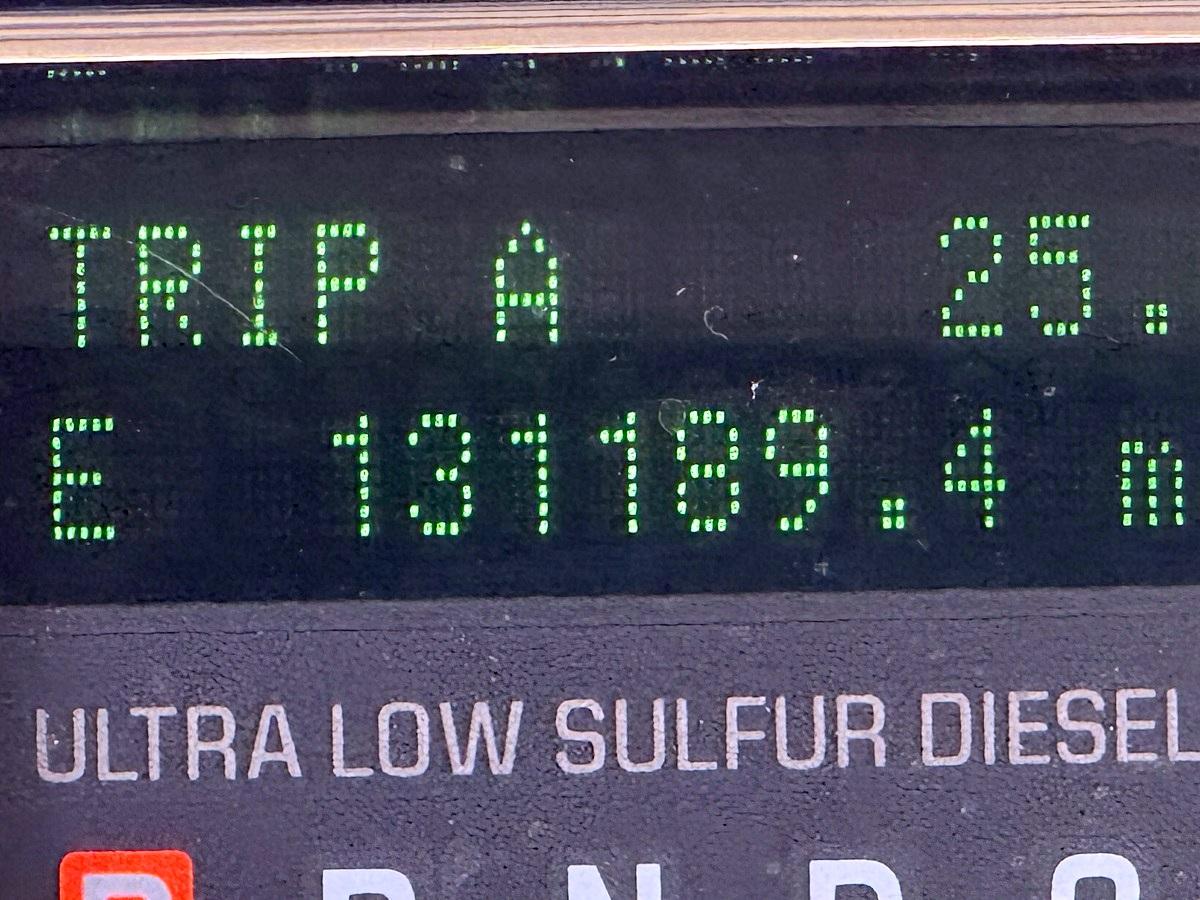 TRIP A 25.
E 131189.4 m
ULTRA LOW SULFUR DIESEL
P R N D